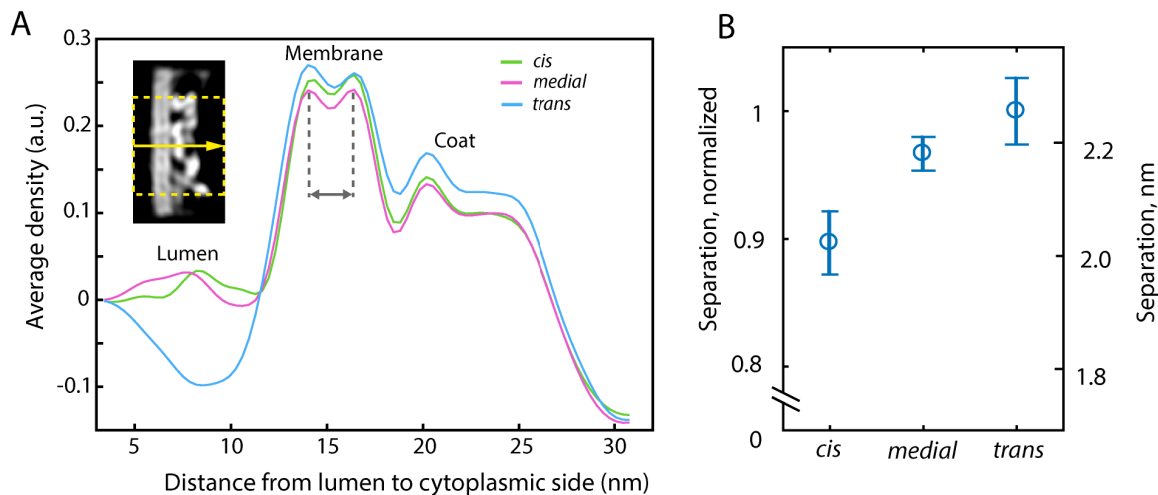 A
Average density (a.u.)
0.3
0.2
0.1
0
-0.1
Membrane
Lumen
Coat
cis
medial
trans
5
10
15
20
25
30
Distance from lumen to cytoplasmic side (nm)
B
Separation, normalized
1
0.9
0.8
0
cis
medial
trans
2.2
2.0
1.8
Separation, nm